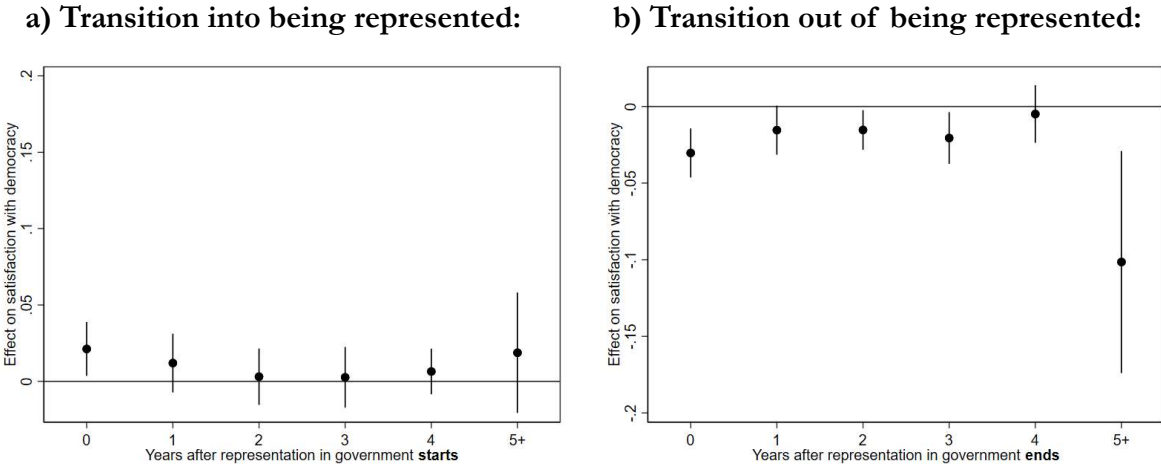 a) Transition into being represented:
Effect on satisfaction with democracy
.2
.15
.1
.05
0
0 1 2 3 4 5+
Years after representation in government starts
b) Transition out of being represented:
Effect on satisfaction with democracy
0
-.05
-.1
-.15
-.2
0 1 2 3 4 5+
Years after representation in government ends